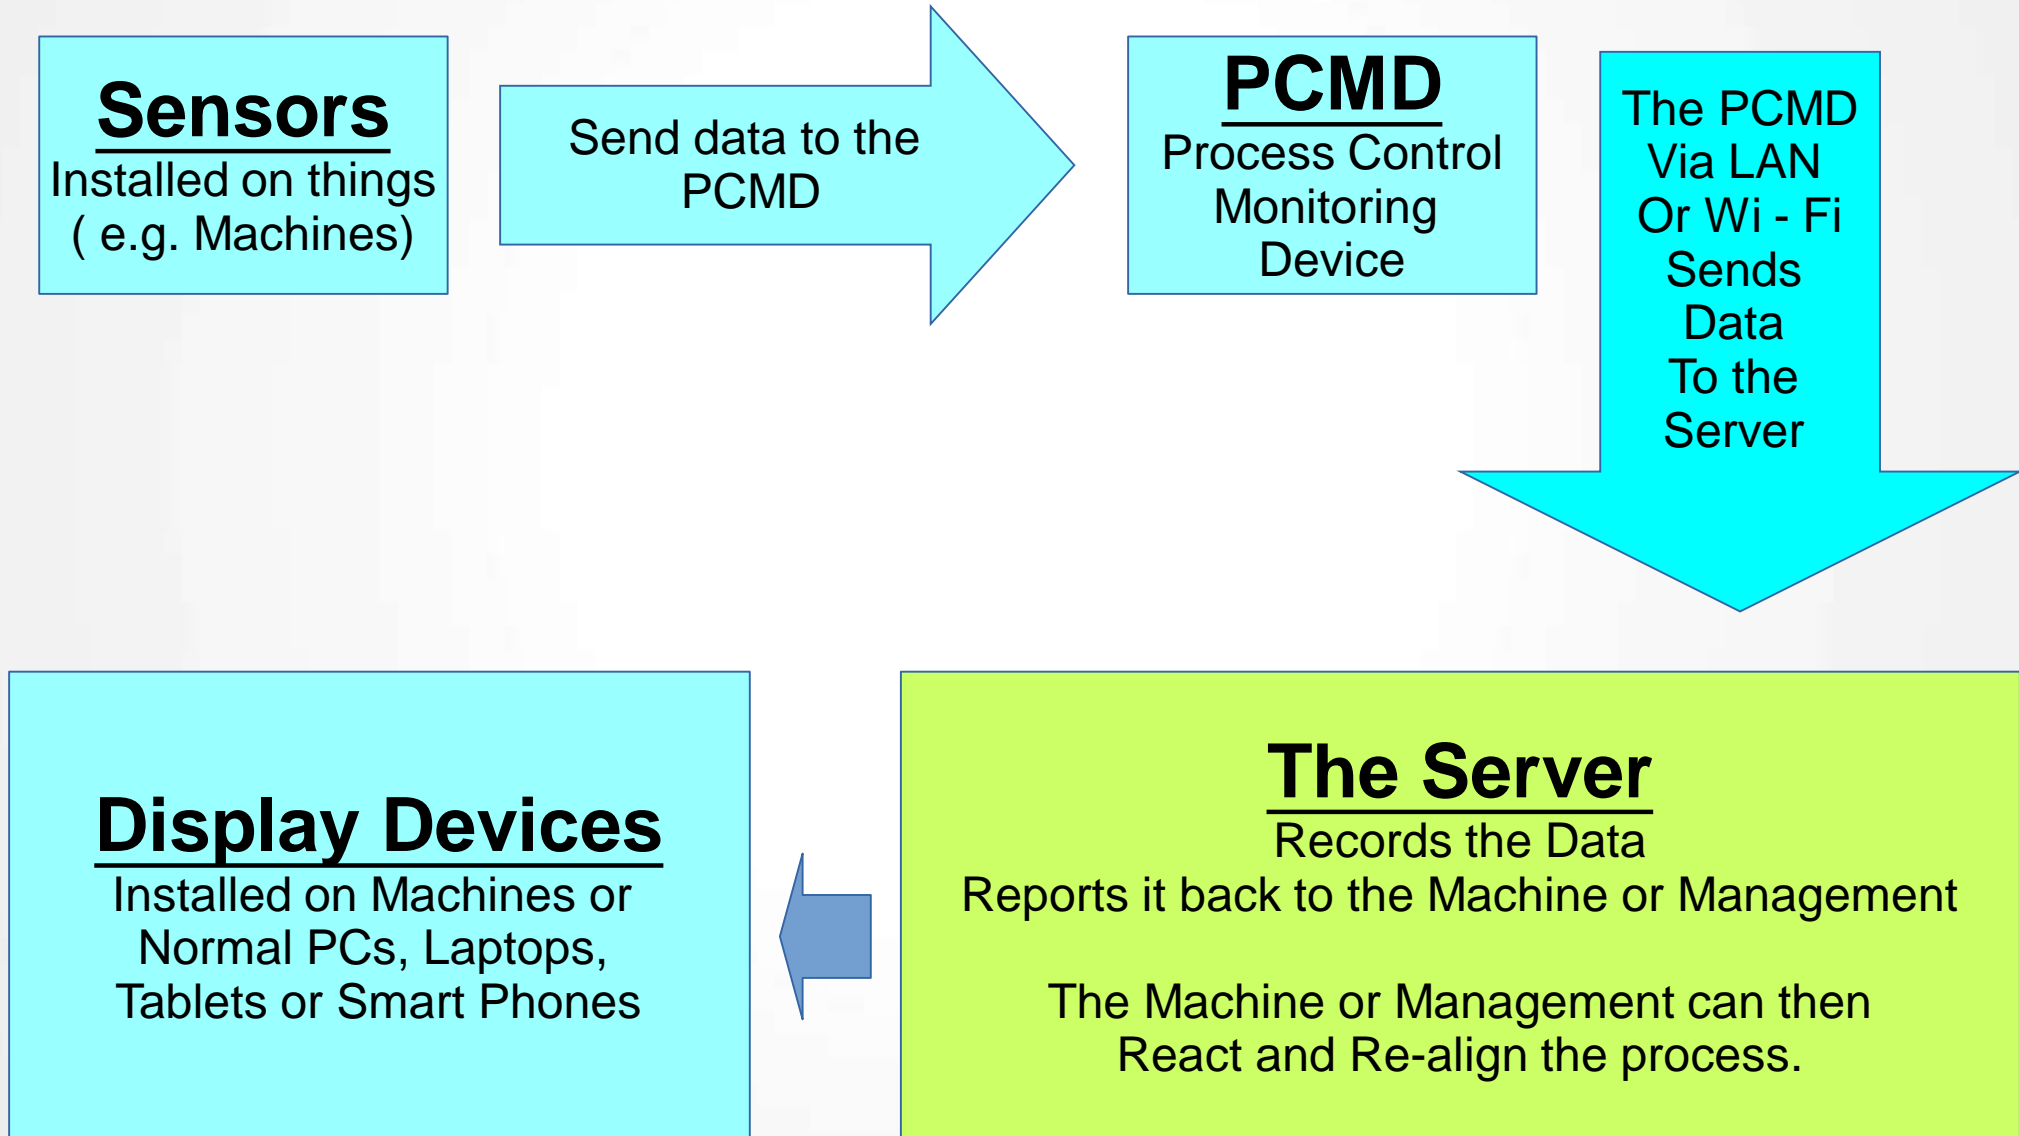 Sensors
Installed on things
( e.g. Machines)
Send data to the
PCMD
PCMD
Process Control
Monitoring
Device
The PCMD
Via LAN
Or Wi - Fi
Sends
Data
To the
Server
Display Devices
Installed on Machines or
Normal PCs, Laptops,
Tablets or Smart Phones
The Server
Records the Data
Reports it back to the Machine or Management
The Machine or Management can then
React and Re-align the process.